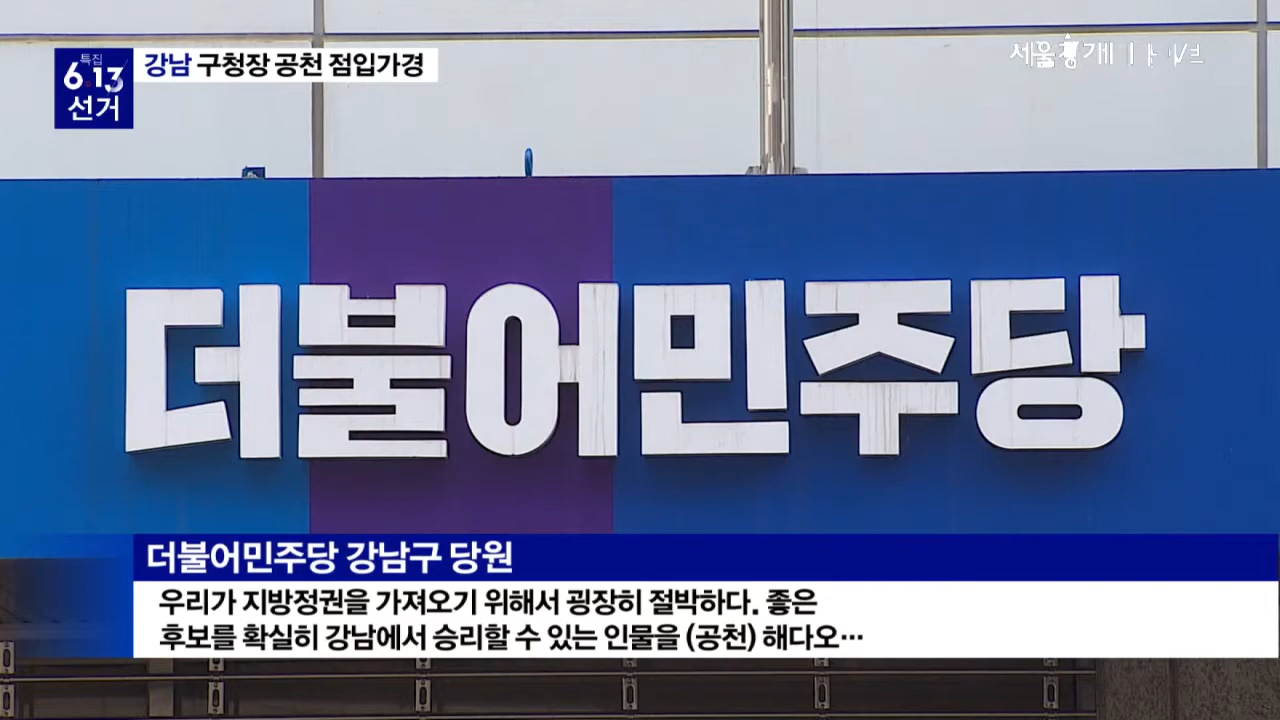 특집
6.13
선거
강남 구청장 공천 점입가경
더불어민주당
더불어민주당 강남구 당원
우리가 지방정권을 가져오기 위해서 굉장히 절박하다. 좋은
후보를 확실히 강남에서 승리할 수 있는 인물을 (공천) 해다오…